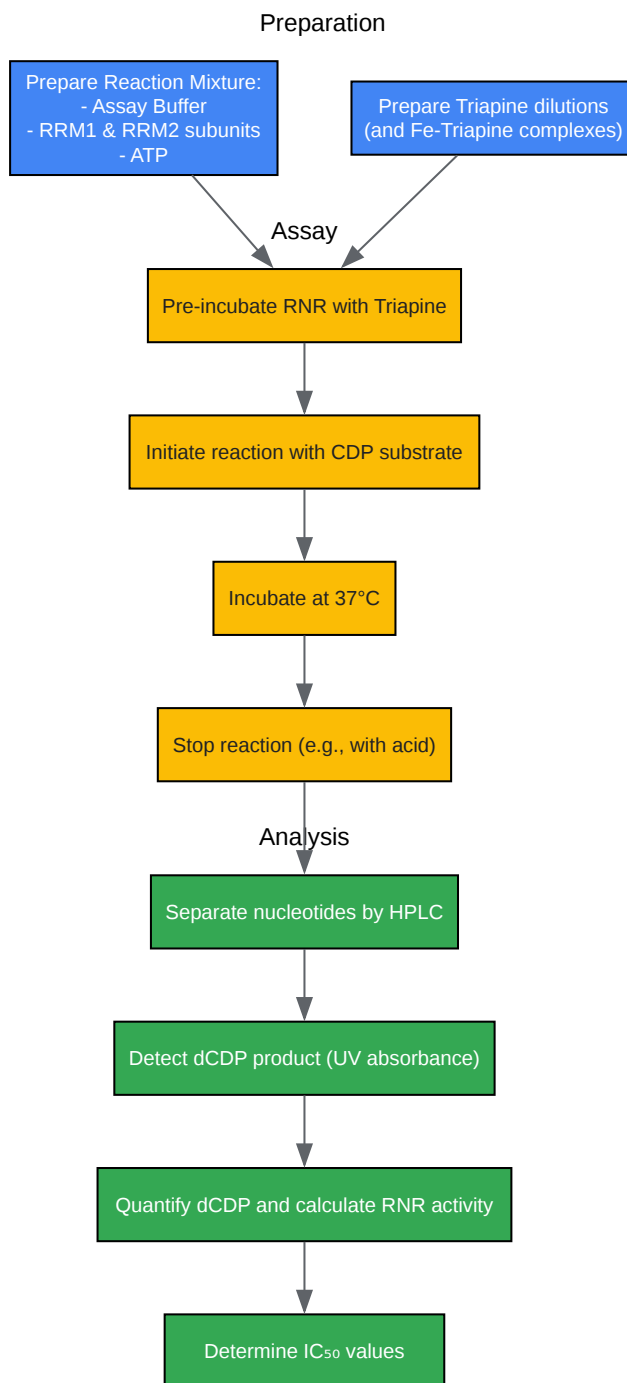 Preparation
Prepare Reaction Mixture:
- Assay Buffer
- RRM1 & RRM2 subunits
- ATP
Prepare Triapine dilutions
(and Fe-Triapine complexes)
Assay
Pre-incubate RNR with Triapine
Initiate reaction with CDP substrate
Incubate at 37°C
Stop reaction (e.g., with acid)
Analysis
Separate nucleotides by HPLC
Detect dCDP product (UV absorbance)
Quantify dCDP and calculate RNR activity
Determine IC₅₀ values